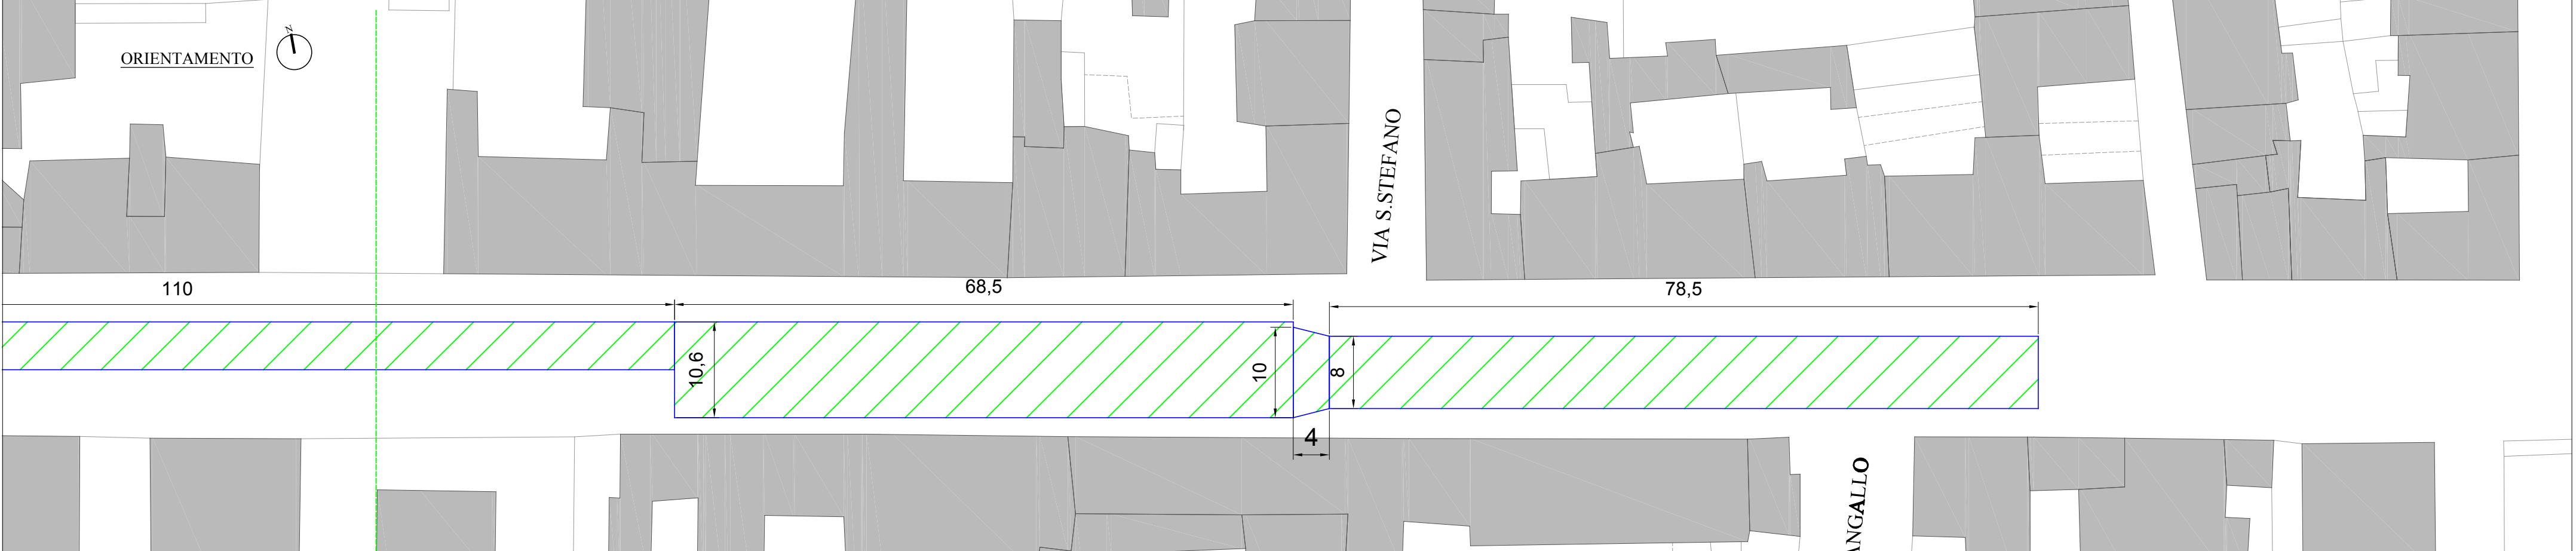 N
ORIENTAMENTO
VIA S.STEFANO
110
68,5
78,5
10,6
10
8
4
ANGALLO